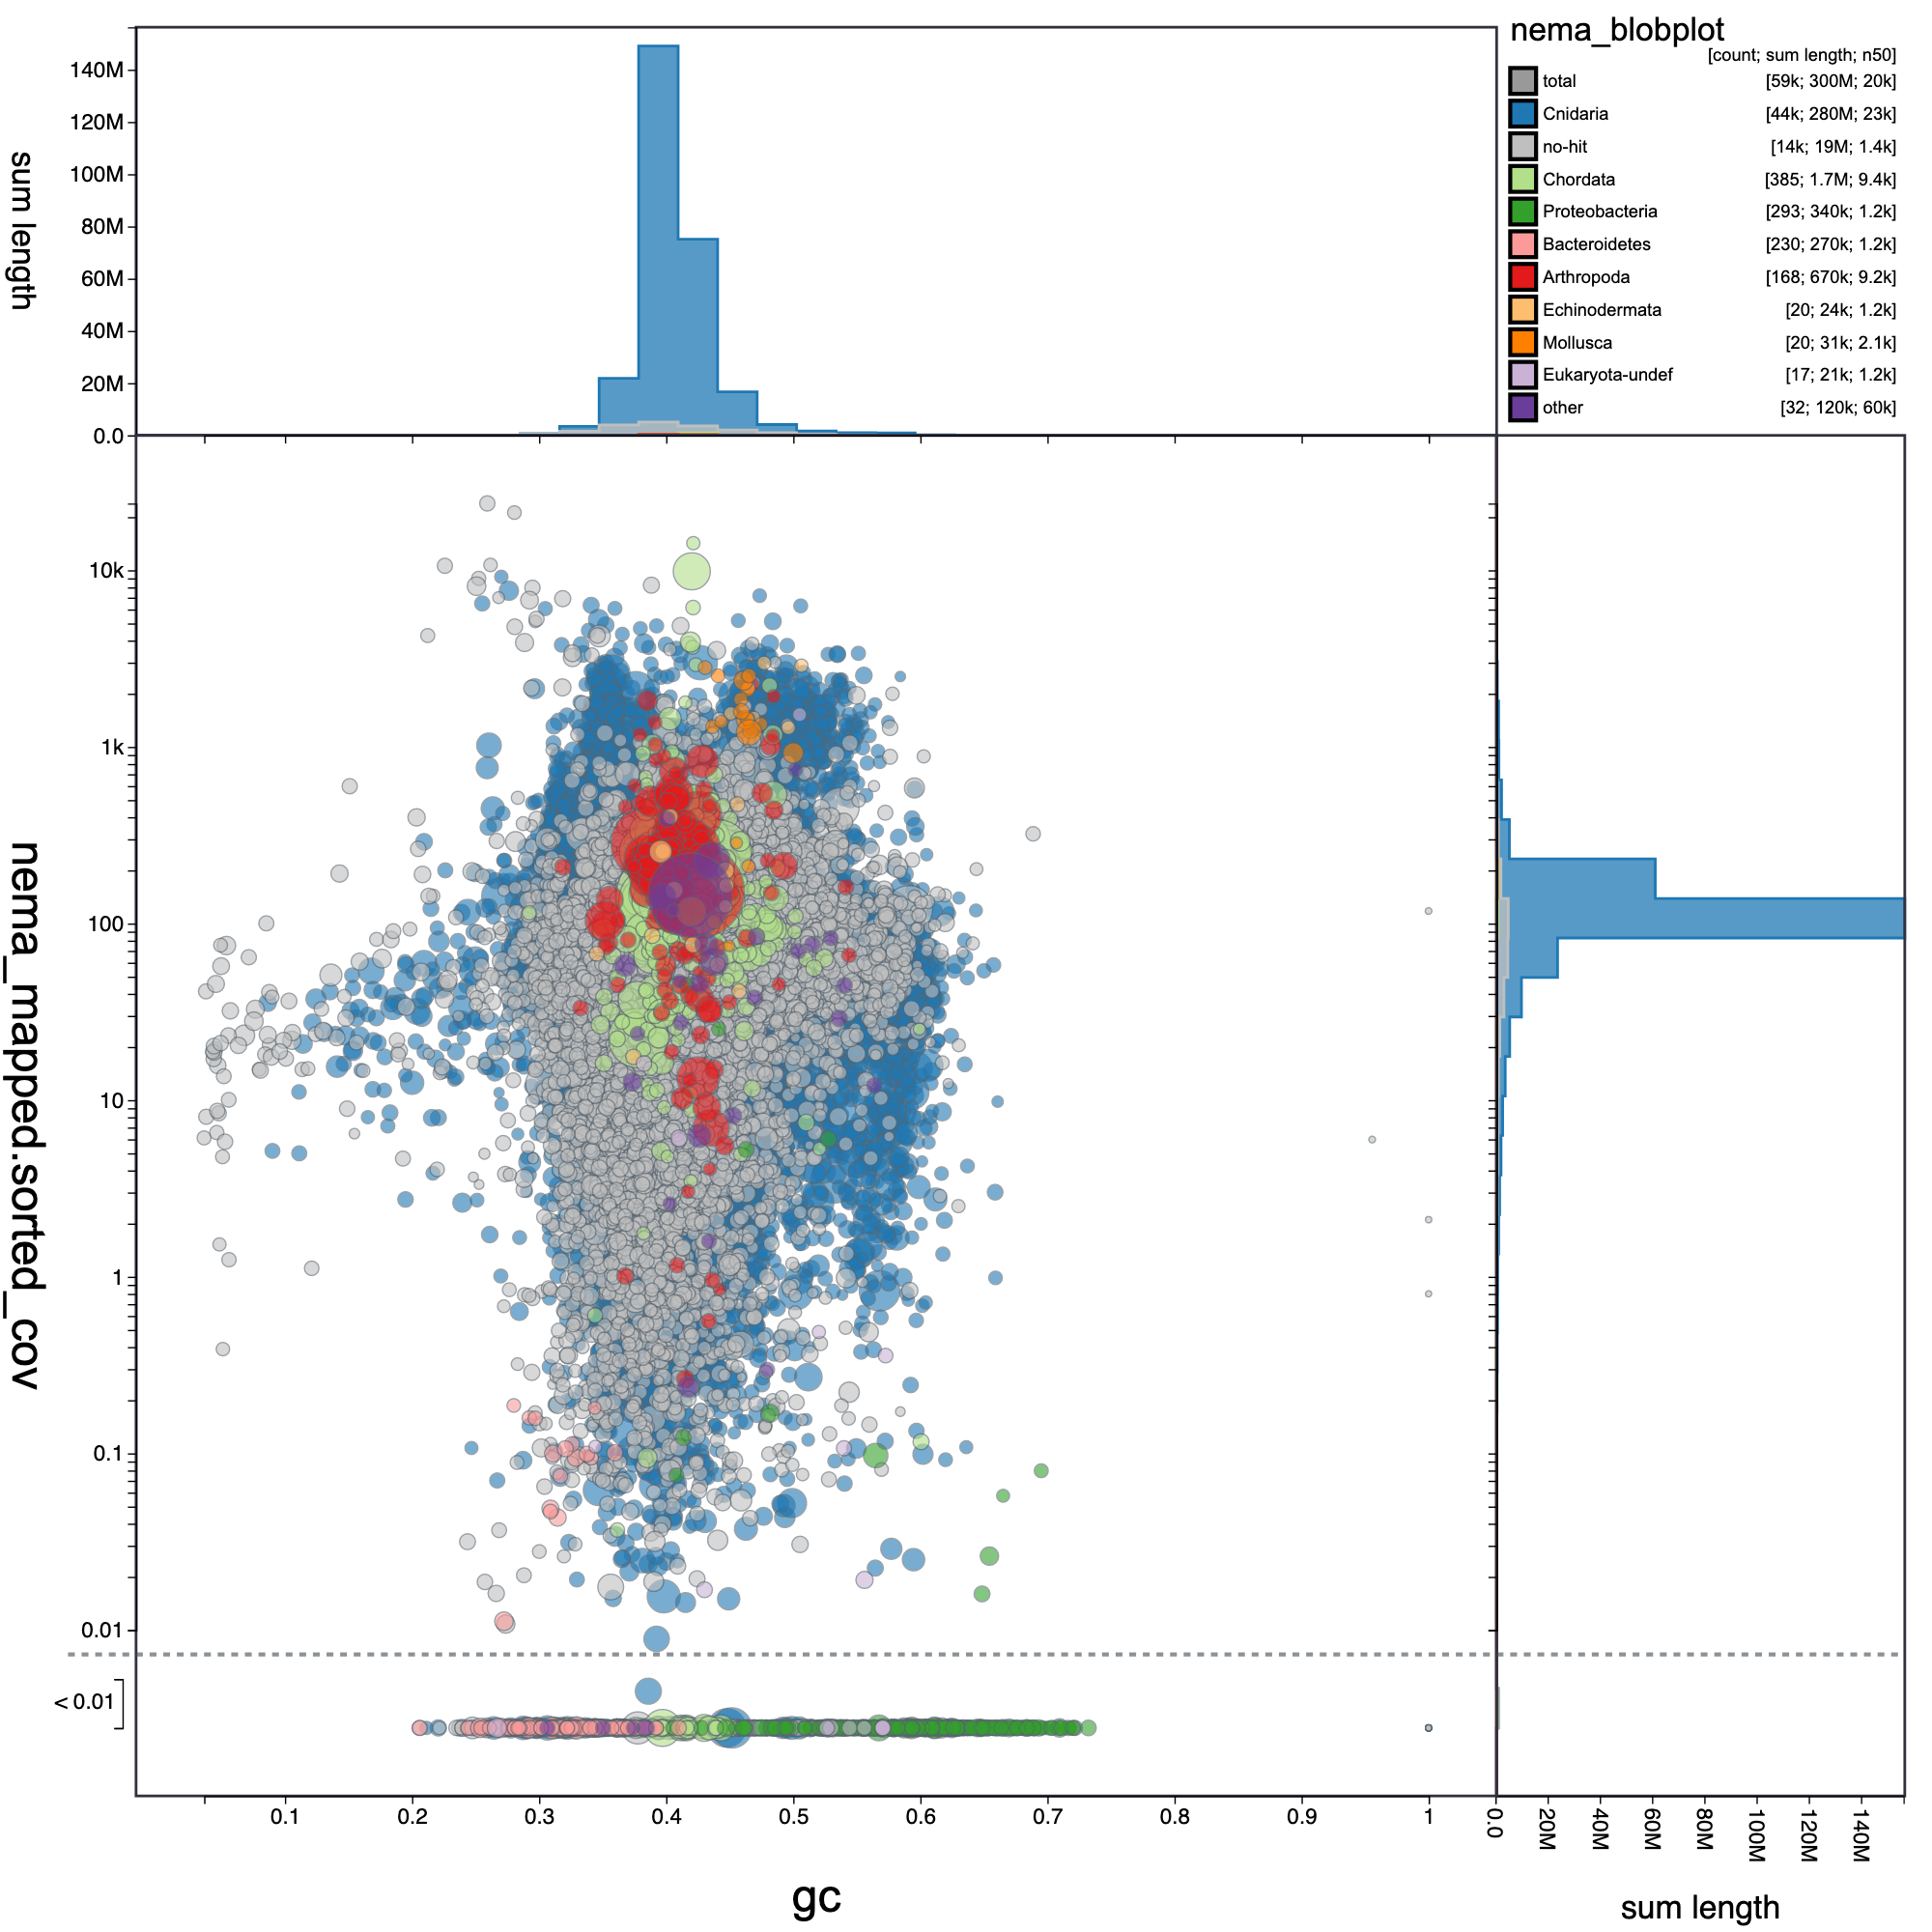 nema_blobplot
[count; sum length; n50]
total [59k; 300M; 20k]
Cnidaria [44k; 280M; 23k]
no-hit [14k; 19M; 1.4k]
Chordata [385; 1.7M; 9.4k]
Proteobacteria [293; 340k; 1.2k]
Bacteroidetes [230; 270k; 1.2k]
Arthropoda [168; 670k; 9.2k]
Echinodermata [20; 24k; 1.2k]
Mollusca [20; 31k; 2.1k]
Eukaryota-undef [17; 21k; 1.2k]
other [32; 120k; 60k]
sum length
140M
120M
100M
80M
60M
40M
20M
0.0
nema_mapped.sorted_cov
10k
1k
100
10
1
0.1
0.01
< 0.01
0.1 0.2 0.3 0.4 0.5 0.6 0.7 0.8 0.9 1
gc
0.0 20M 40M 60M 80M 100M 120M 140M
sum length